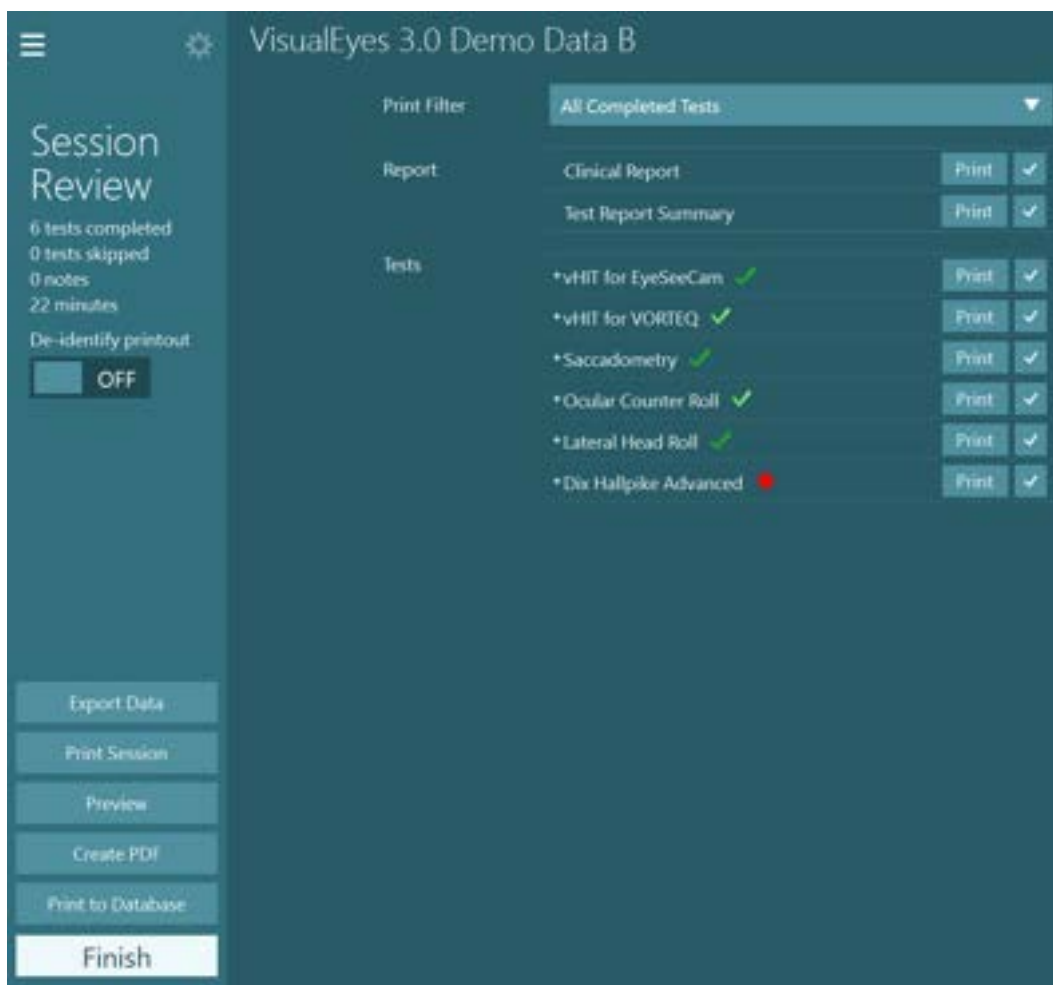 VisualEyes 3.0 Demo Data B
Session
Review
6 tests completed
0 tests skipped
0 notes
22 minutes
De-identify printout
OFF
Export Data
Print Session
Preview
Create PDF
Print to Database
Finish
Print Filter
All Completed Tests
Report
Clinical Report
Print
Test Report Summary
Print
Tests
*vHIT for EyeSeeCam
Print
*vHIT for VORTEQ
Print
*Saccadometry
Print
*Ocular Counter Roll
Print
*Lateral Head Roll
Print
*Dix Hallpike Advanced
Print